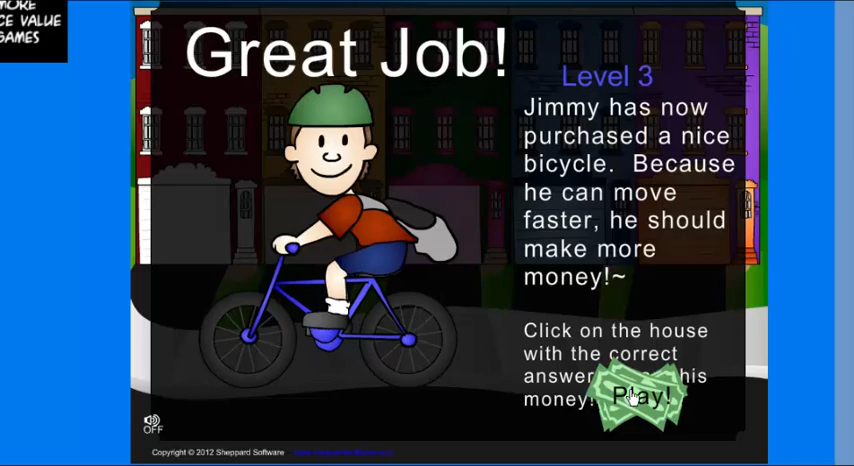 MORE
CE VALUE
GAMES
Great Job!
Level 3
Jimmy has now
purchased a nice
bicycle. Because
he can move
faster, he should
make more
money!~
Click on the house
with the correct
answer his
money!
Play!
OFF
Copyright © 2012 Sheppard Software